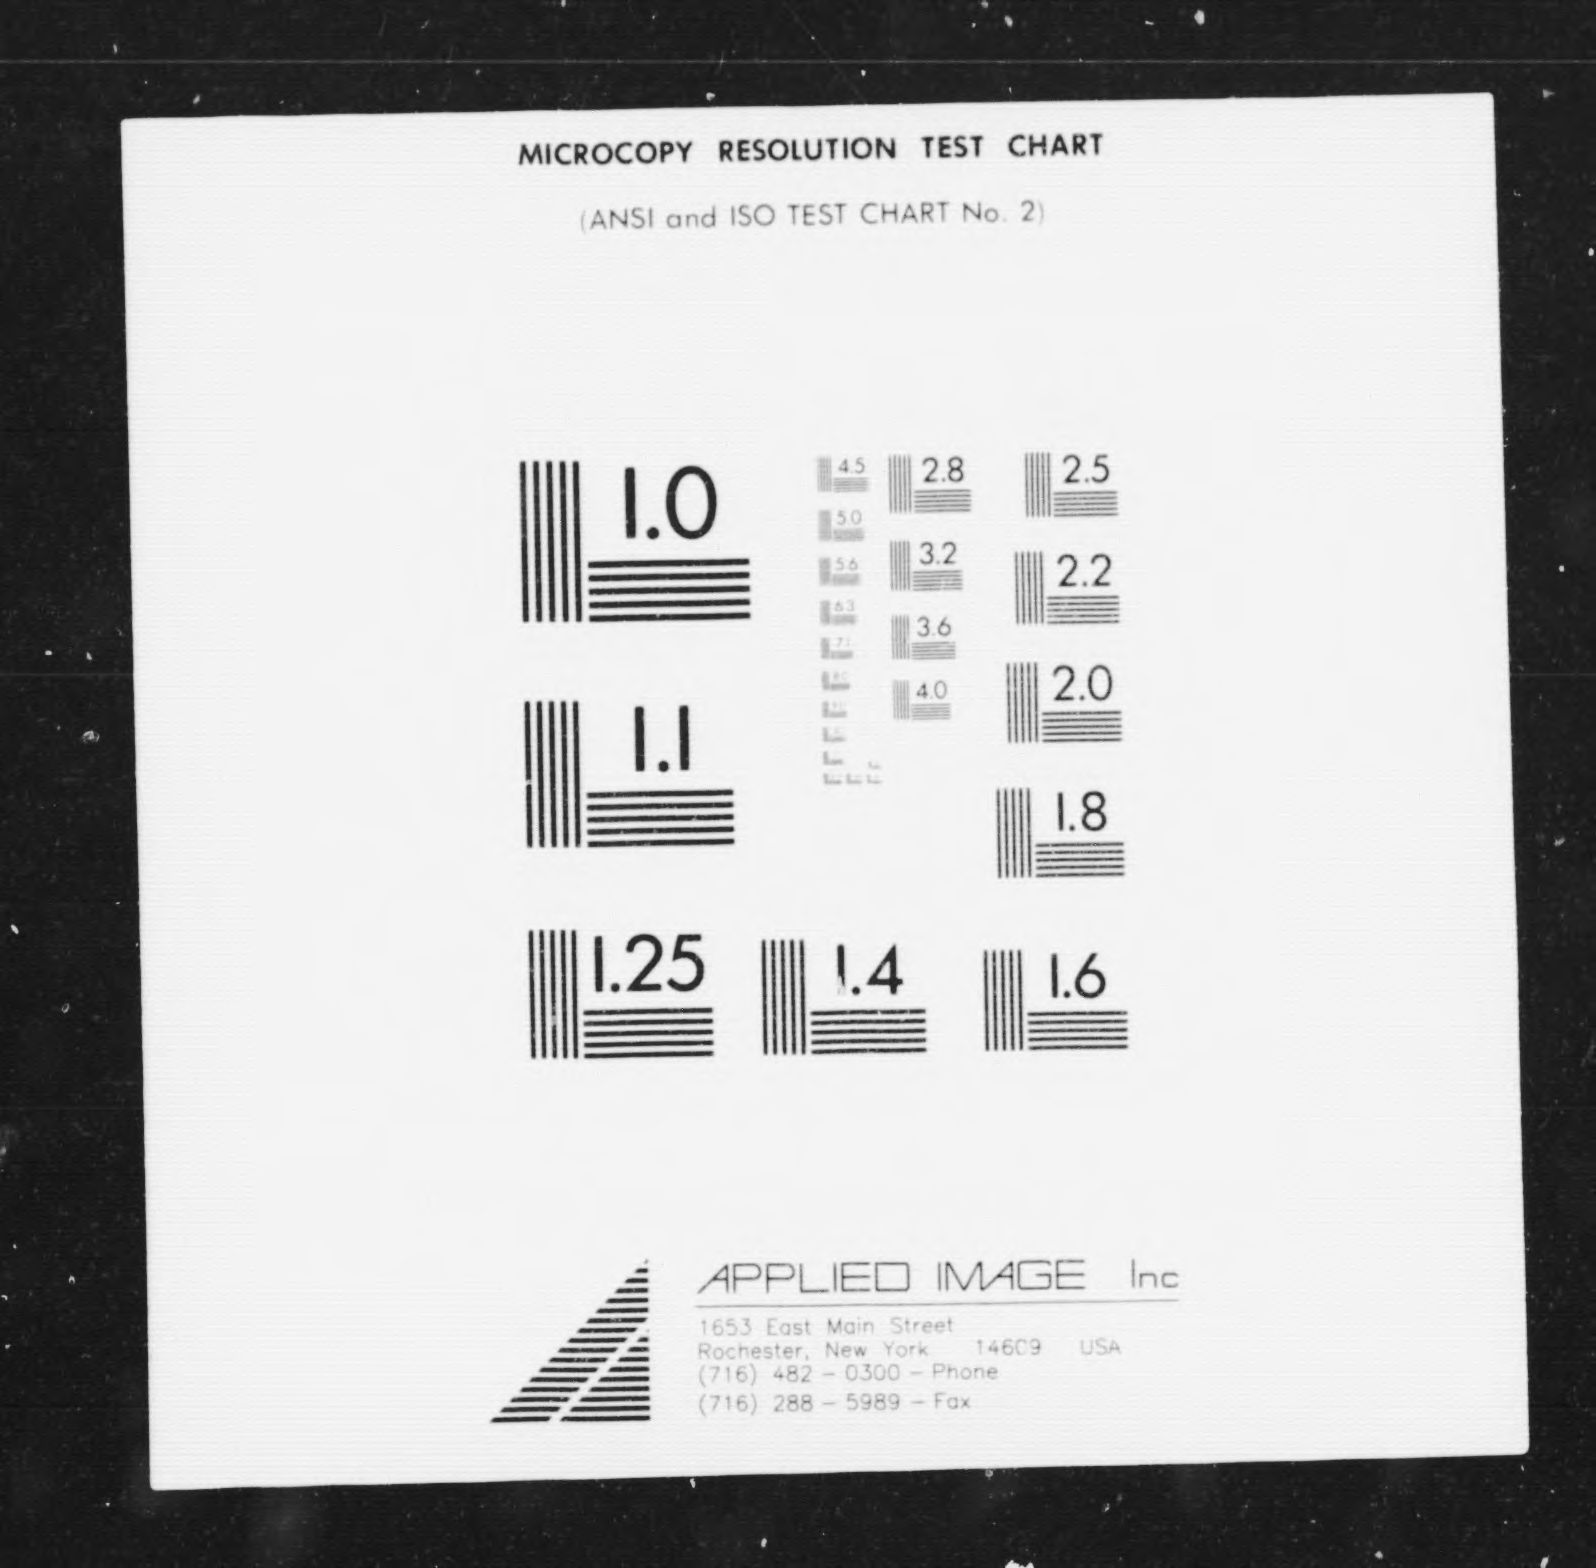 MICROCOPY RESOLUTION TEST CHART
(ANSI and ISO TEST CHART No. 2)
1.0
1.1
1.25
1.4
1.6
1.8
2.0
2.2
2.5
2.8
3.2
3.6
4.0
4.5
5.0
5.6
6.3
7.1
APPLIED IMAGE Inc
1653 East Main Street
Rochester, New York 14609 USA
(716) 482 - 0300 - Phone
(716) 288 - 5989 - Fax